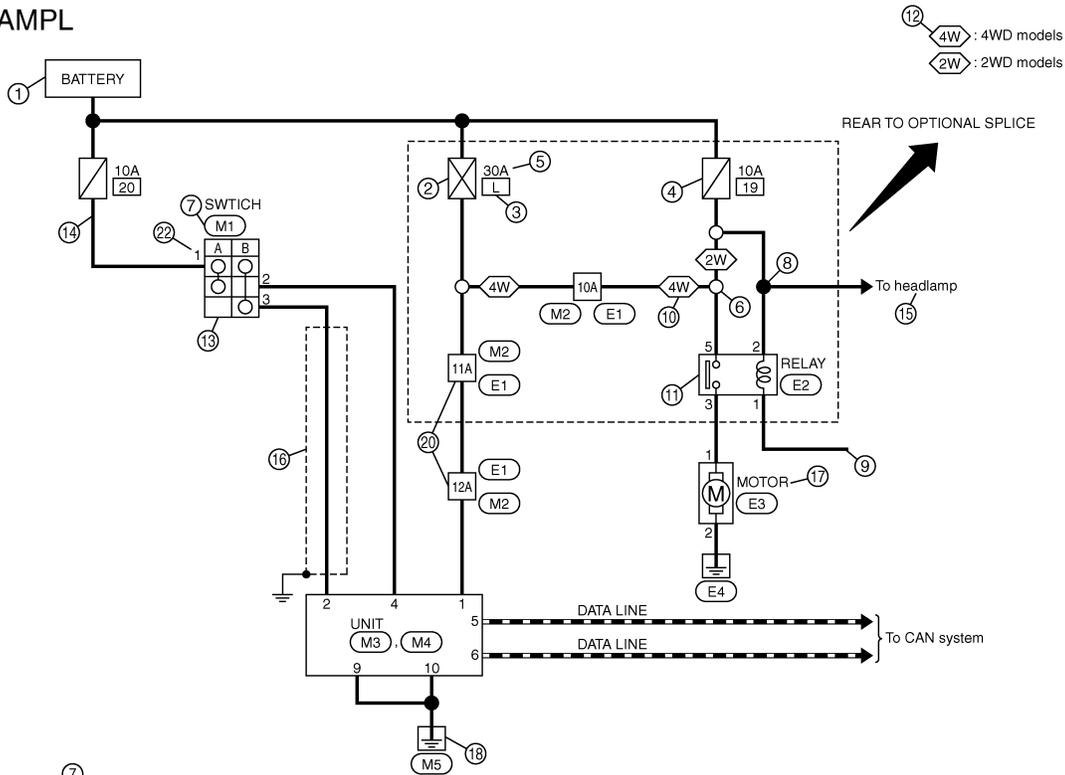 AMPL
12
4W : 4WD models
2W : 2WD models
BATTERY
1
REAR TO OPTIONAL SPLICE
10A
20
2
30A
5
L
3
4
10A
19
7
SWTICH
M1
14
22
1
A B
2
3
13
2W
8
4W
10A
4W
M2
E1
10
6
To headlamp
15
5
2
RELAY
E2
11
3
1
11A
M2
E1
20
16
12A
E1
M2
9
1
M
MOTOR
17
E3
2
E4
2
4
1
UNIT
M3 , M4
5
DATA LINE
6
DATA LINE
To CAN system
9
10
18
M5
7